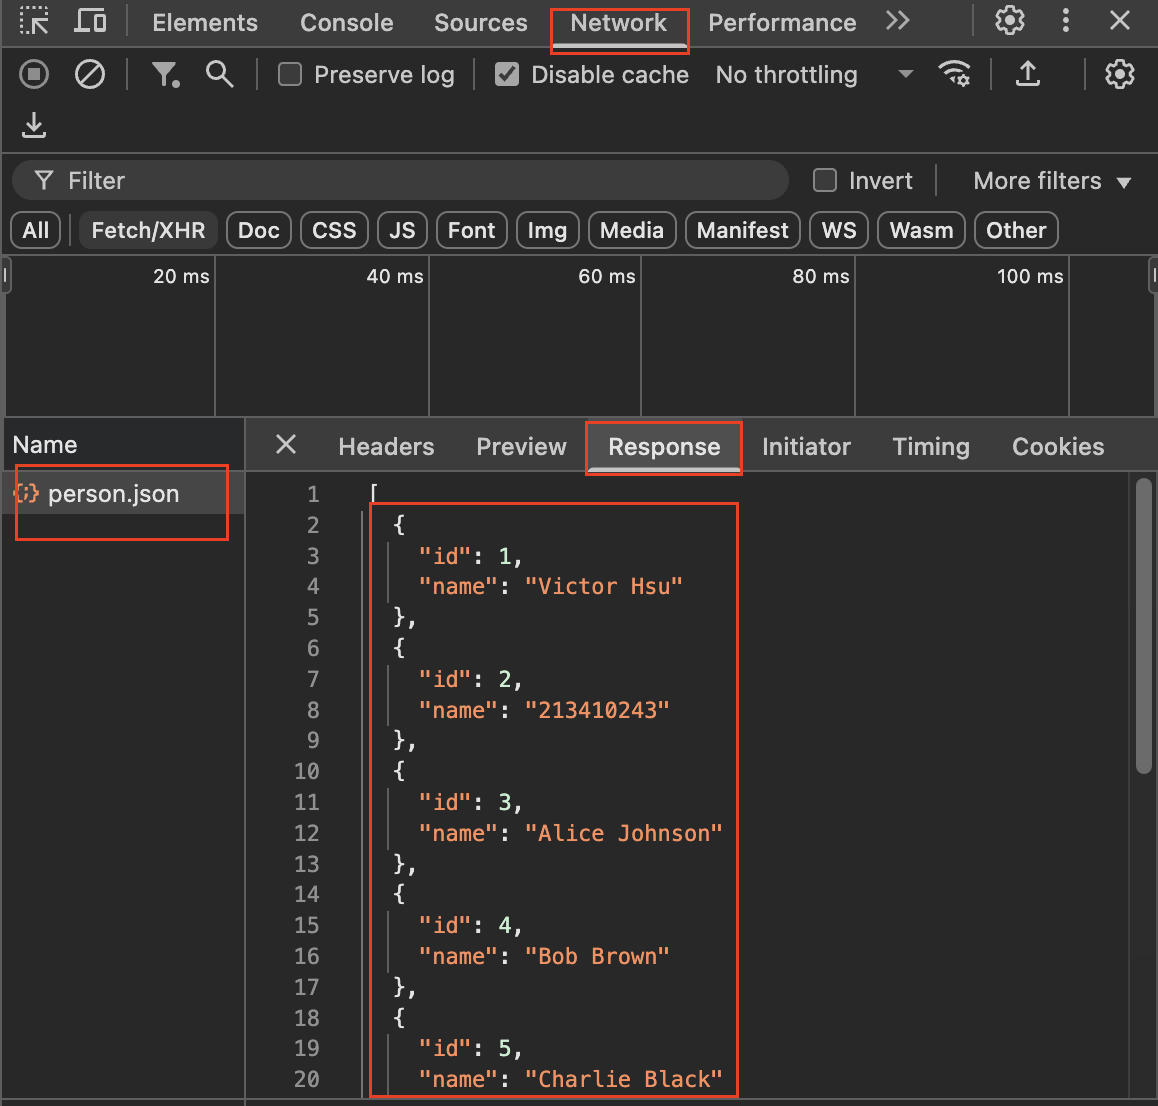 Elements Console Sources Network Performance
Preserve log Disable cache No throttling
Filter Invert More filters
All Fetch/XHR Doc CSS JS Font Img Media Manifest WS Wasm Other
20 ms 40 ms 60 ms 80 ms 100 ms
Name Headers Preview Response Initiator Timing Cookies
person.json
1 [
2 {
3 "id": 1,
4 "name": "Victor Hsu"
5 },
6 {
7 "id": 2,
8 "name": "213410243"
9 },
10 {
11 "id": 3,
12 "name": "Alice Johnson"
13 },
14 {
15 "id": 4,
16 "name": "Bob Brown"
17 },
18 {
19 "id": 5,
20 "name": "Charlie Black"